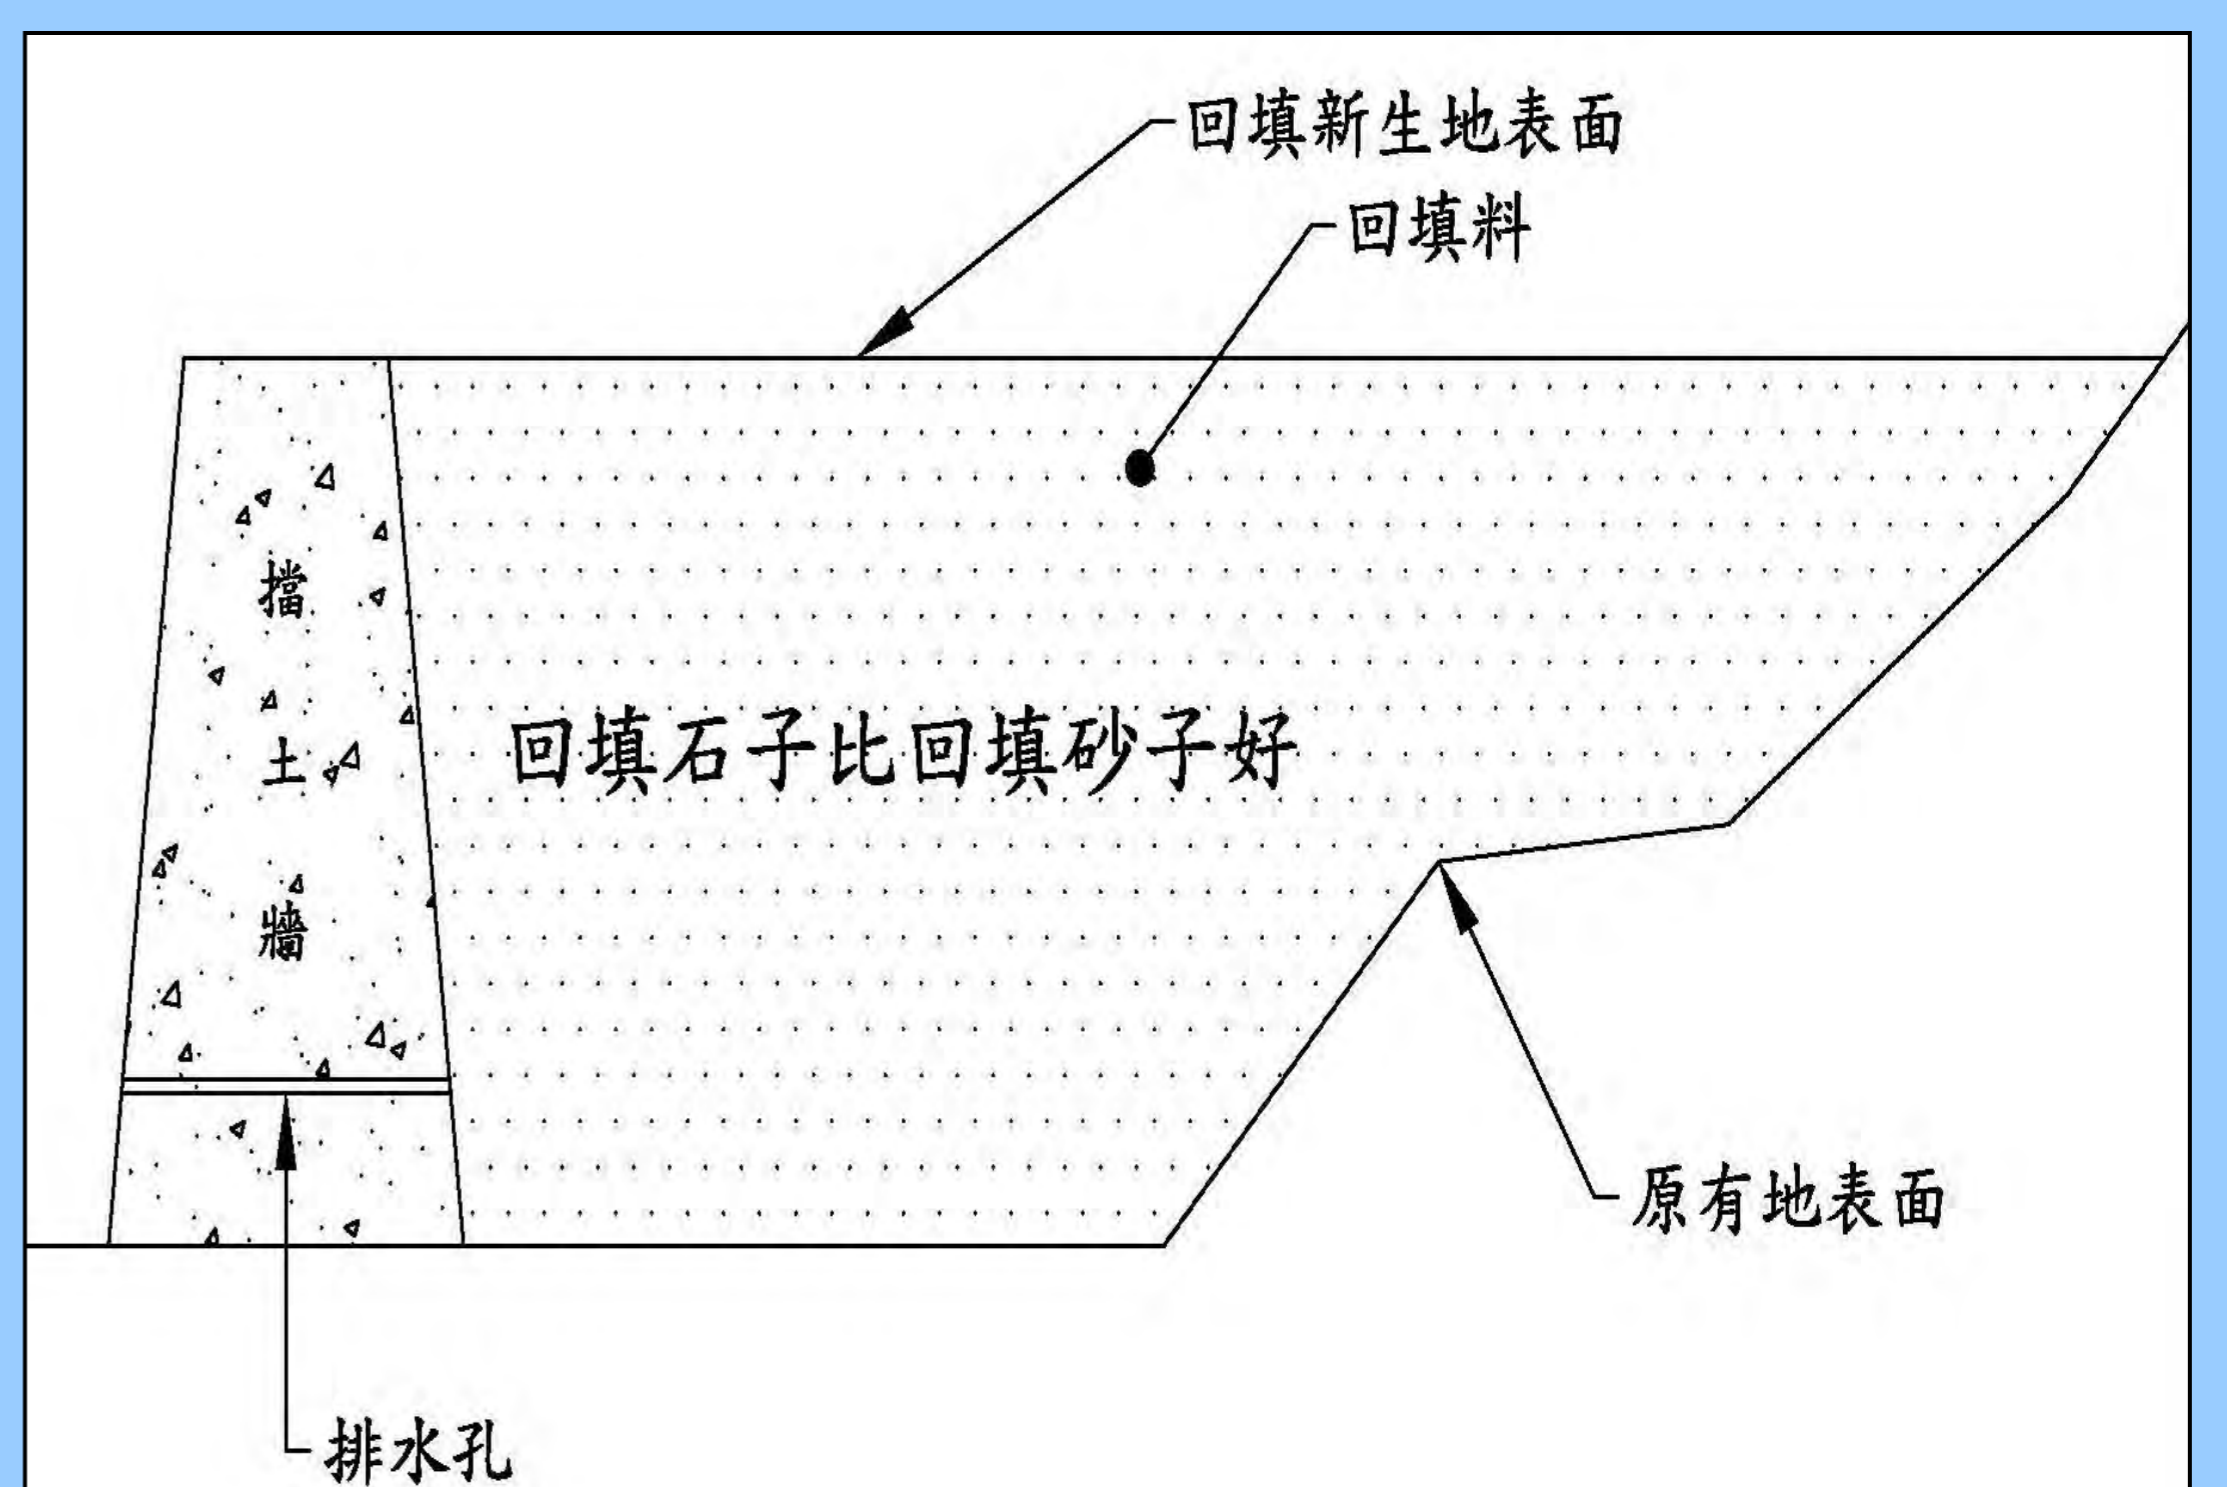 回填新生地表面
回填料
擋土牆
回填石子比回填砂子好
原有地表面
排水孔